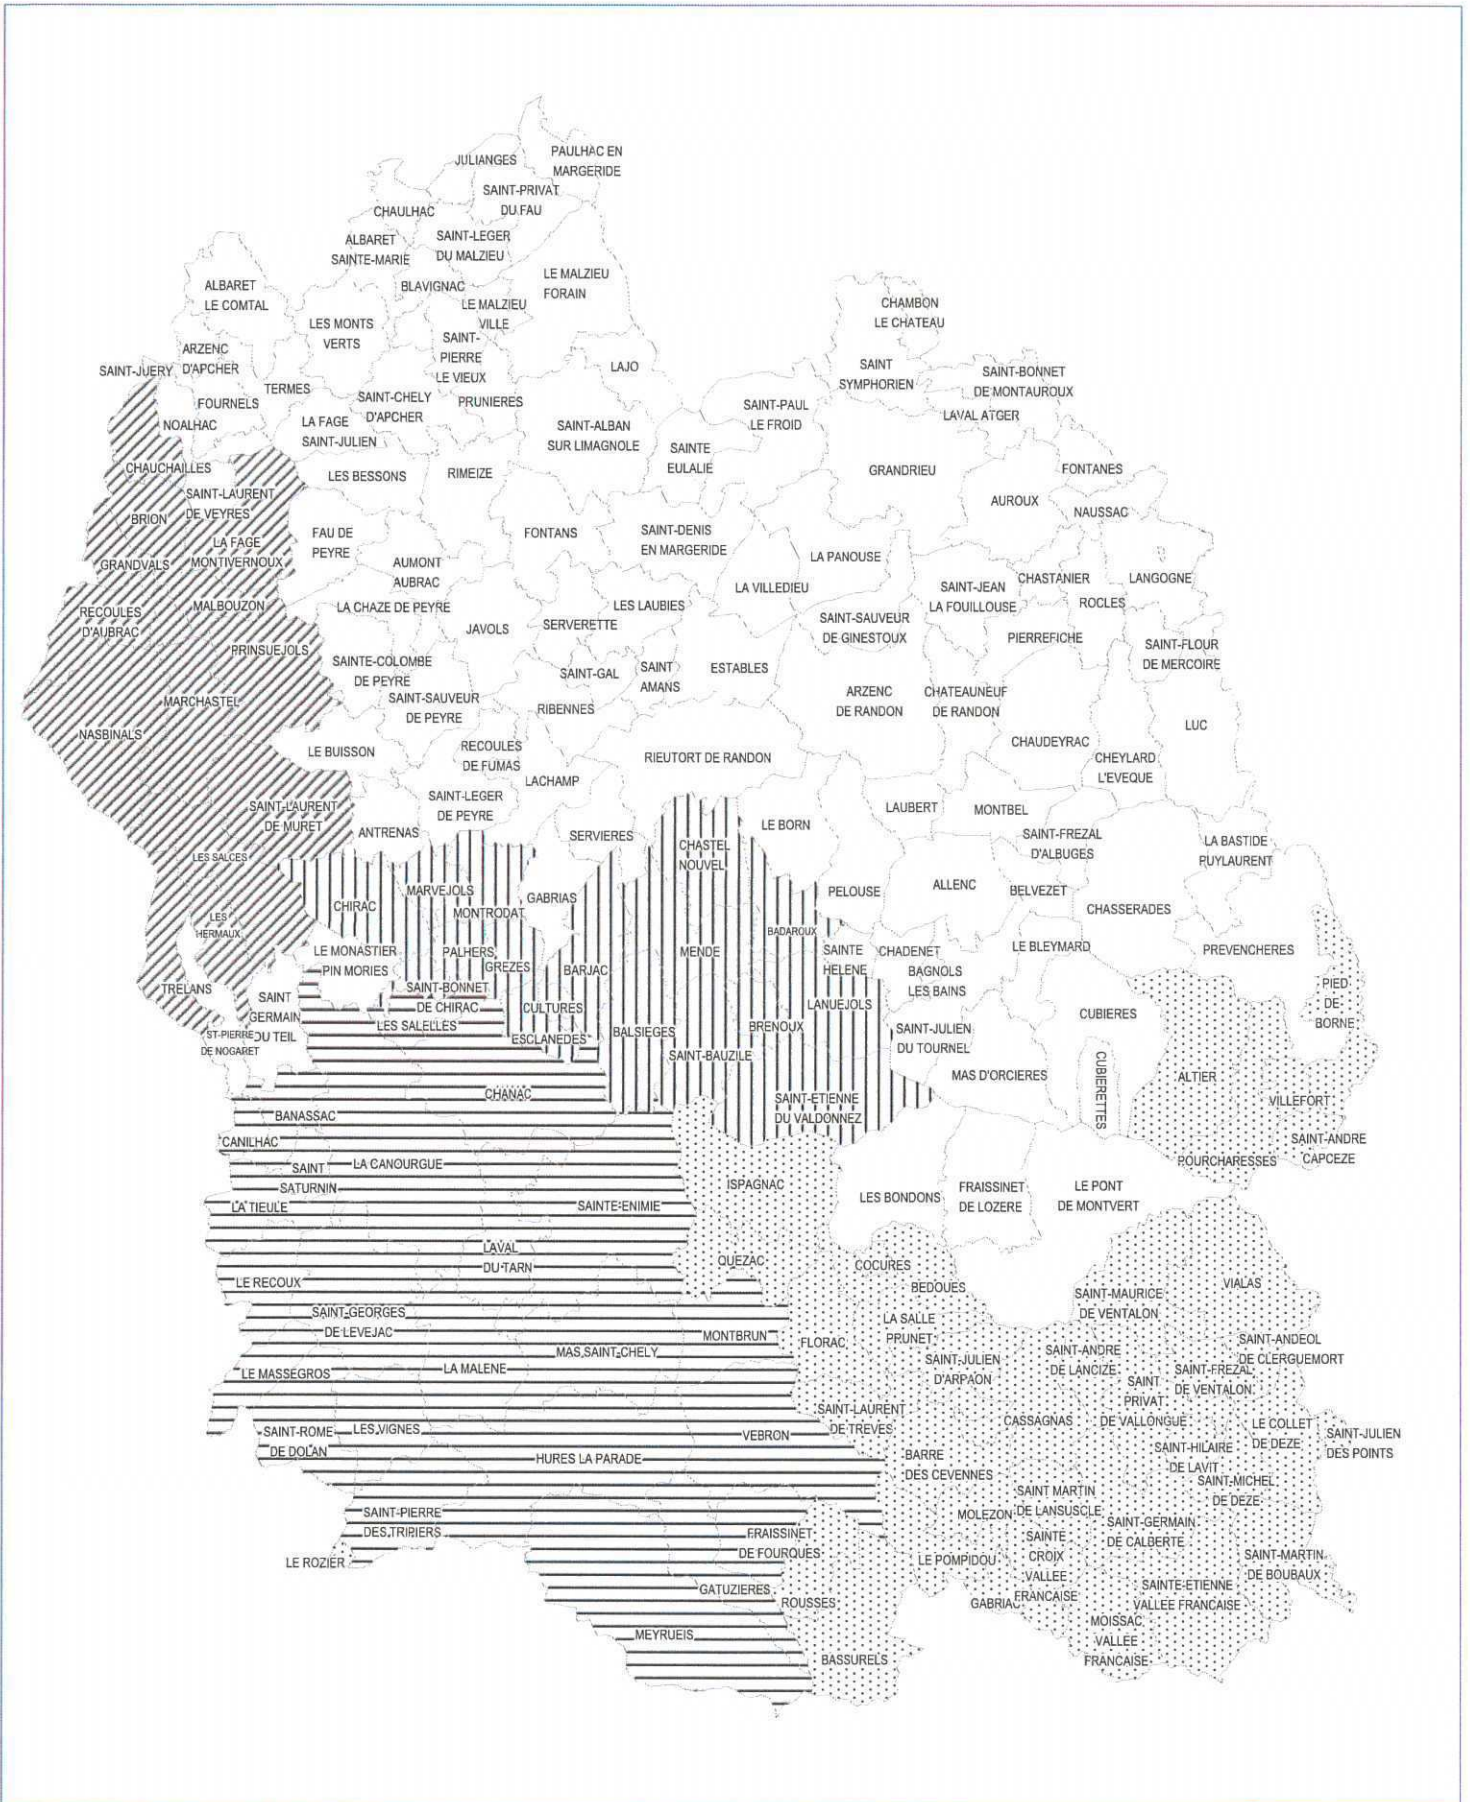 JULIANGES
PAULHAC EN
MARGERIDE
SAINT-PRIVAT
DU FAU
CHAULHAC
ALBARET
SAINTE-MARIE
SAINT-LEGER
DU MALZIEU
ALBARET
LE COMTAL
BLAVIGNAC
LE MALZIEU
VILLE
LE MALZIEU
FORAIN
CHAMBON
LE CHATEAU
LES MONTS
VERTS
SAINT-
PIERRE
LE VIEUX
ARZENC
D'APCHER
SAINT-JUERY
TERMES
LAJO
SAINT
SYMPHORIEN
SAINT-BONNET
DE MONTAUROUX
FOURNELS
NOALHAC
LA FAGE
SAINT-JULIEN
SAINT-CHELY
D'APCHER
PRUNIERES
SAINT-ALBAN
SUR LIMAGNOLE
SAINTE
EULALIE
SAINT-PAUL
LE FROID
LAVAL ATGER
CHAUCHAILLES
LES BESSONS
RIMEIZE
GRANDRIEU
FONTANES
SAINT-LAURENT
DE VEYRES
BRION
AUROUX
NAUSSAC
LA FAGE
MONTIVERNOUX
FAU DE
PEYRE
FONTANS
SAINT-DENIS
EN MARGERIDE
LA PANOUSE
GRANDVALS
AUMONT
AUBRAC
LA VILLEDIEU
SAINT-JEAN
LA FOUILLOUSE
CHASTANIER
LANGOGNE
RECOULES
D'AUBRAC
MALBOUZON
LA CHAZE DE PEYRE
JAVOLS
SERVERETTE
LES LAUBIES
SAINT-SAUVEUR
DE GINESTOUX
ROCLES
PRINSUEJOLS
PIERREFICHE
SAINT-FLOUR
DE MERCOIRE
SAINTE-COLOMBE
DE PEYRE
SAINT-GAL
SAINT
AMANS
ESTABLES
MARCHASTEL
SAINT-SAUVEUR
DE PEYRE
RIBENNES
ARZENC
DE RANDON
CHATEAUNEUF
DE RANDON
NASBINALS
LE BUISSON
RECOULES
DE FUMAS
LACHAMP
RIEUTORT DE RANDON
CHAUDEYRAC
CHEYLARD
L'EVEQUE
LUC
SAINT-LAURENT
DE MURET
SAINT-LEGER
DE PEYRE
ANTRENAS
SERVIERES
LE BORN
LAUBERT
MONTBEL
SAINT-FREZAL
D'ALBUGES
LA BASTIDE
PUYLAURENT
LES SALCES
CHASTEL
NOUVEL
CHIRAC
MARVEJOLS
MONTRODAT
GABRIAS
PELOUSE
ALLENC
BELVEZET
CHASSERADES
LES
HERMAUX
LE MONASTIER
PIN MORIES
PALHERS
GREZES
BARJAC
MENDE
BADAROUX
SAINTE
HELENE
CHADENET
BAGNOLS
LES BAINS
LE BLEYMARD
PREVENCHERES
TRELANS
SAINT
GERMAIN
DU TEIL
SAINT-BONNET
DE CHIRAC
LES SALELLES
CULTURES
ESCLANEDES
BALSIEGES
BRENOUX
LANUEJOLS
PIED
DE
BORNE
ST-PIERRE
DE NOGARET
SAINT-BAUZILE
SAINT-JULIEN
DU TOURNEL
CUBIERES
CHANAC
MAS D'ORCIERES
CUBIERETTES
ALTIER
VILLEFORT
BANASSAC
SAINT-ETIENNE
DU VALDONNEZ
CANILHAC
SAINT
SATURNIN
LA CANOURGUE
SAINT-ANDRE
CAPCEZE
POURCHARESSES
LA TIEULE
SAINTE-ENIMIE
ISPAGNAC
LES BONDONS
FRAISSINET
DE LOZERE
LE PONT
DE MONTVERT
LAVAL
DU TARN
QUEZAC
COCURES
LE RECOUX
BEDOUES
VIALAS
SAINT-GEORGES
DE LEVEJAC
SAINT-MAURICE
DE VENTALON
MONTBRUN
FLORAC
LA SALLE
PRUNET
MAS SAINT-CHELY
SAINT-ANDEOL
DE CLERGUEMORT
LE MASSEGROS
LA MALENE
SAINT-JULIEN
D'ARPAON
SAINT-ANDRE
DE LANCIZE
SAINT-FREZAL
DE VENTALON
SAINT
PRIVAT
DE VALLONGUE
SAINT-ROME
DE DOLAN
LES VIGNES
VEBRON
SAINT-LAURENT
DE TREVES
CASSAGNAS
LE COLLET
DE DEZE
SAINT-JULIEN
DES POINTS
HURES LA PARADE
BARRE
DES CEVENNES
SAINT-HILAIRE
DE LAVIT
SAINT-MICHEL
DE DEZE
SAINT-PIERRE
DES TRIPIERS
SAINT MARTIN
DE LANSUSCLE
MOLEZON
SAINT-GERMAIN
DE CALBERTE
LE ROZIER
FRAISSINET
DE FOURQUES
LE POMPIDOU
SAINTE
CROIX
VALLEE
FRANCAISE
SAINT-MARTIN
DE BOUBAUX
GATUZIERES
ROUSSES
GABRIAC
SAINTE-ETIENNE
VALLEE FRANCAISE
MEYRUEIS
BASSURELS
MOISSAC
VALLEE
FRANCAISE